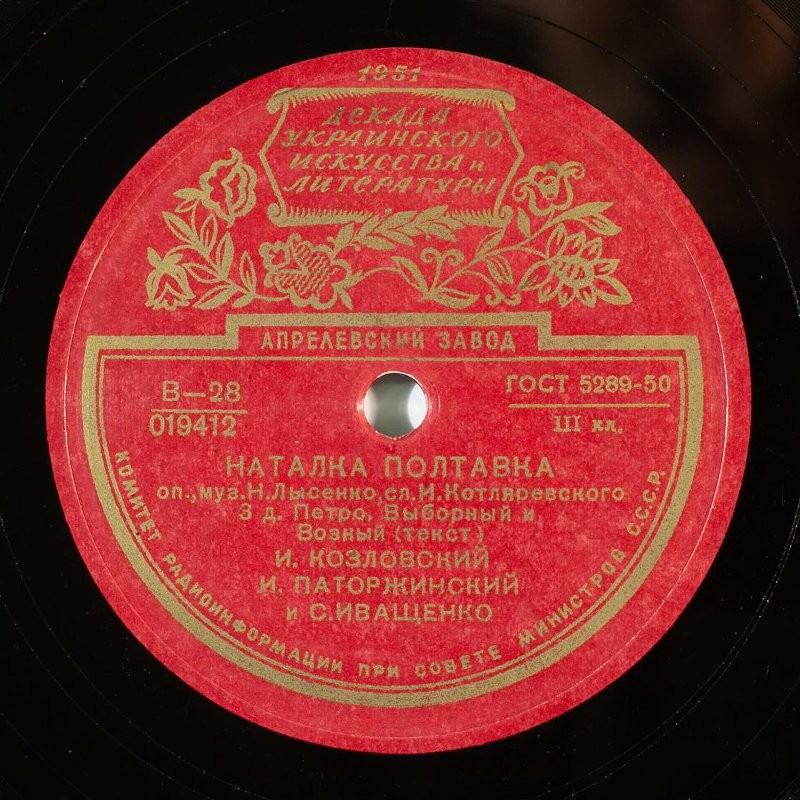 1951
ДЕКАДА
УКРАИНСКОГО
ИСКУССТВА и
ЛИТЕРАТУРЫ
АПРЕЛЕВСКИЙ ЗАВОД
В—28
019412
ГОСТ 5289-50
III кл.
НАТАЛКА ПОЛТАВКА
оп., муз. Н. Лысенко, сл. И. Котляревского
3 д. Петро, Выборный и
Возный (текст)
И. КОЗЛОВСКИЙ
И. ПАТОРЖИНСКИЙ
и С. ИВАЩЕНКО
КОМИТЕТ РАДИОИНФОРМАЦИИ ПРИ СОВЕТЕ МИНИСТРОВ С.С.С.Р.